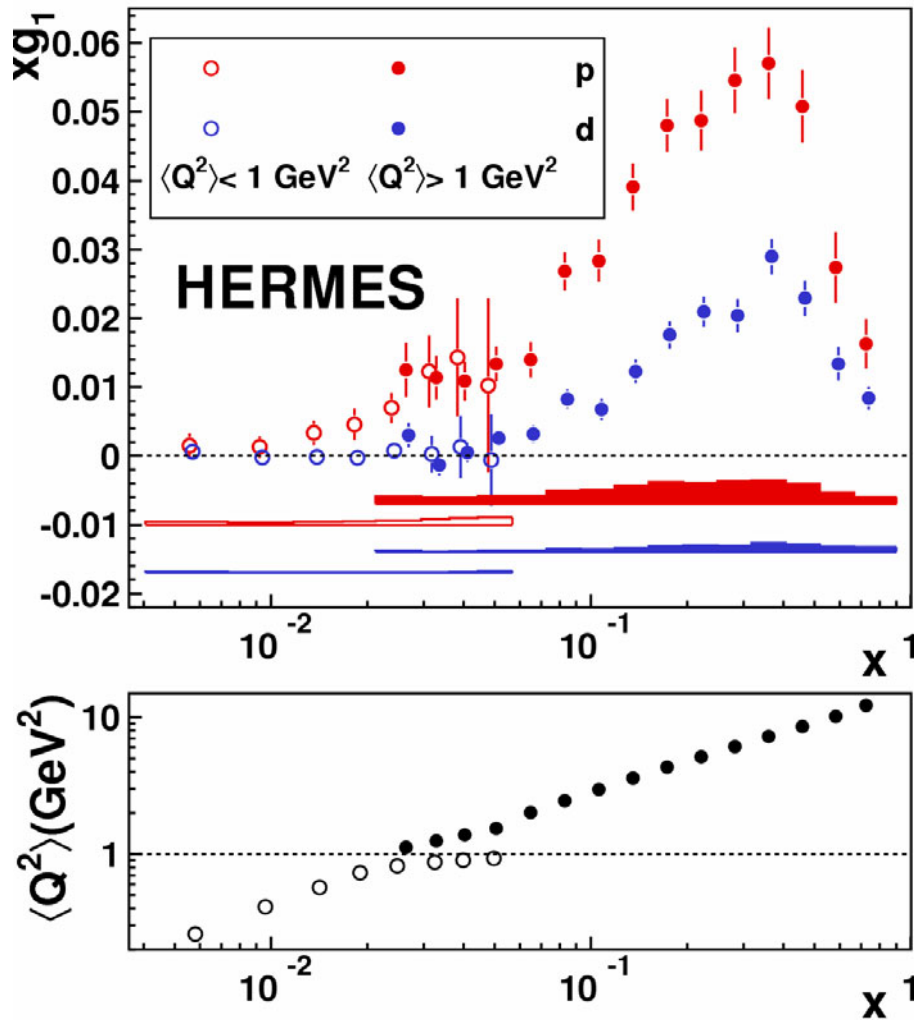 xg₁
0.06
0.05
0.04
0.03
0.02
0.01
0
-0.01
-0.02
p
d
⟨Q²⟩< 1 GeV² ⟨Q²⟩> 1 GeV²
HERMES
10⁻² 10⁻¹ 1
x
⟨Q²⟩(GeV²)
10
1
10⁻² 10⁻¹ 1
x